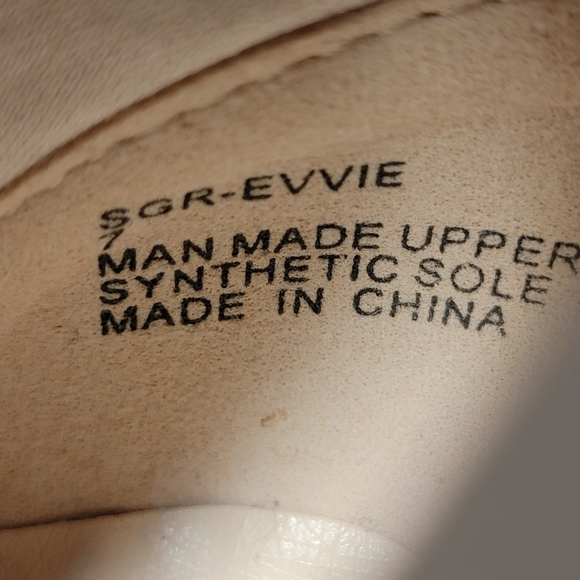 SGR-EVVIE
7
MAN MADE UPPER
SYNTHETIC SOLE
MADE IN CHINA